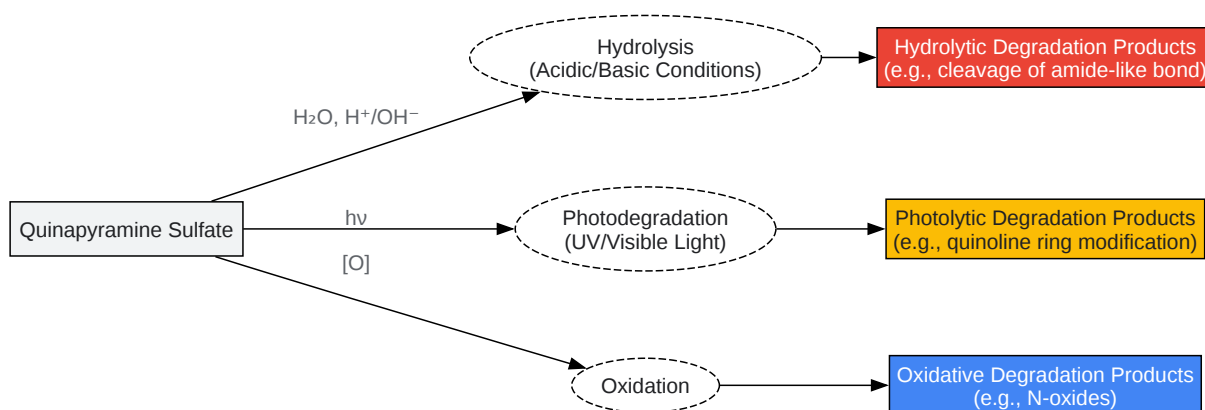 Hydrolysis
(Acidic/Basic Conditions)
Hydrolytic Degradation Products
(e.g., cleavage of amide-like bond)
H₂O, H⁺/OH⁻
Quinapyramine Sulfate
hν
Photodegradation
(UV/Visible Light)
Photolytic Degradation Products
(e.g., quinoline ring modification)
[O]
Oxidation
Oxidative Degradation Products
(e.g., N-oxides)